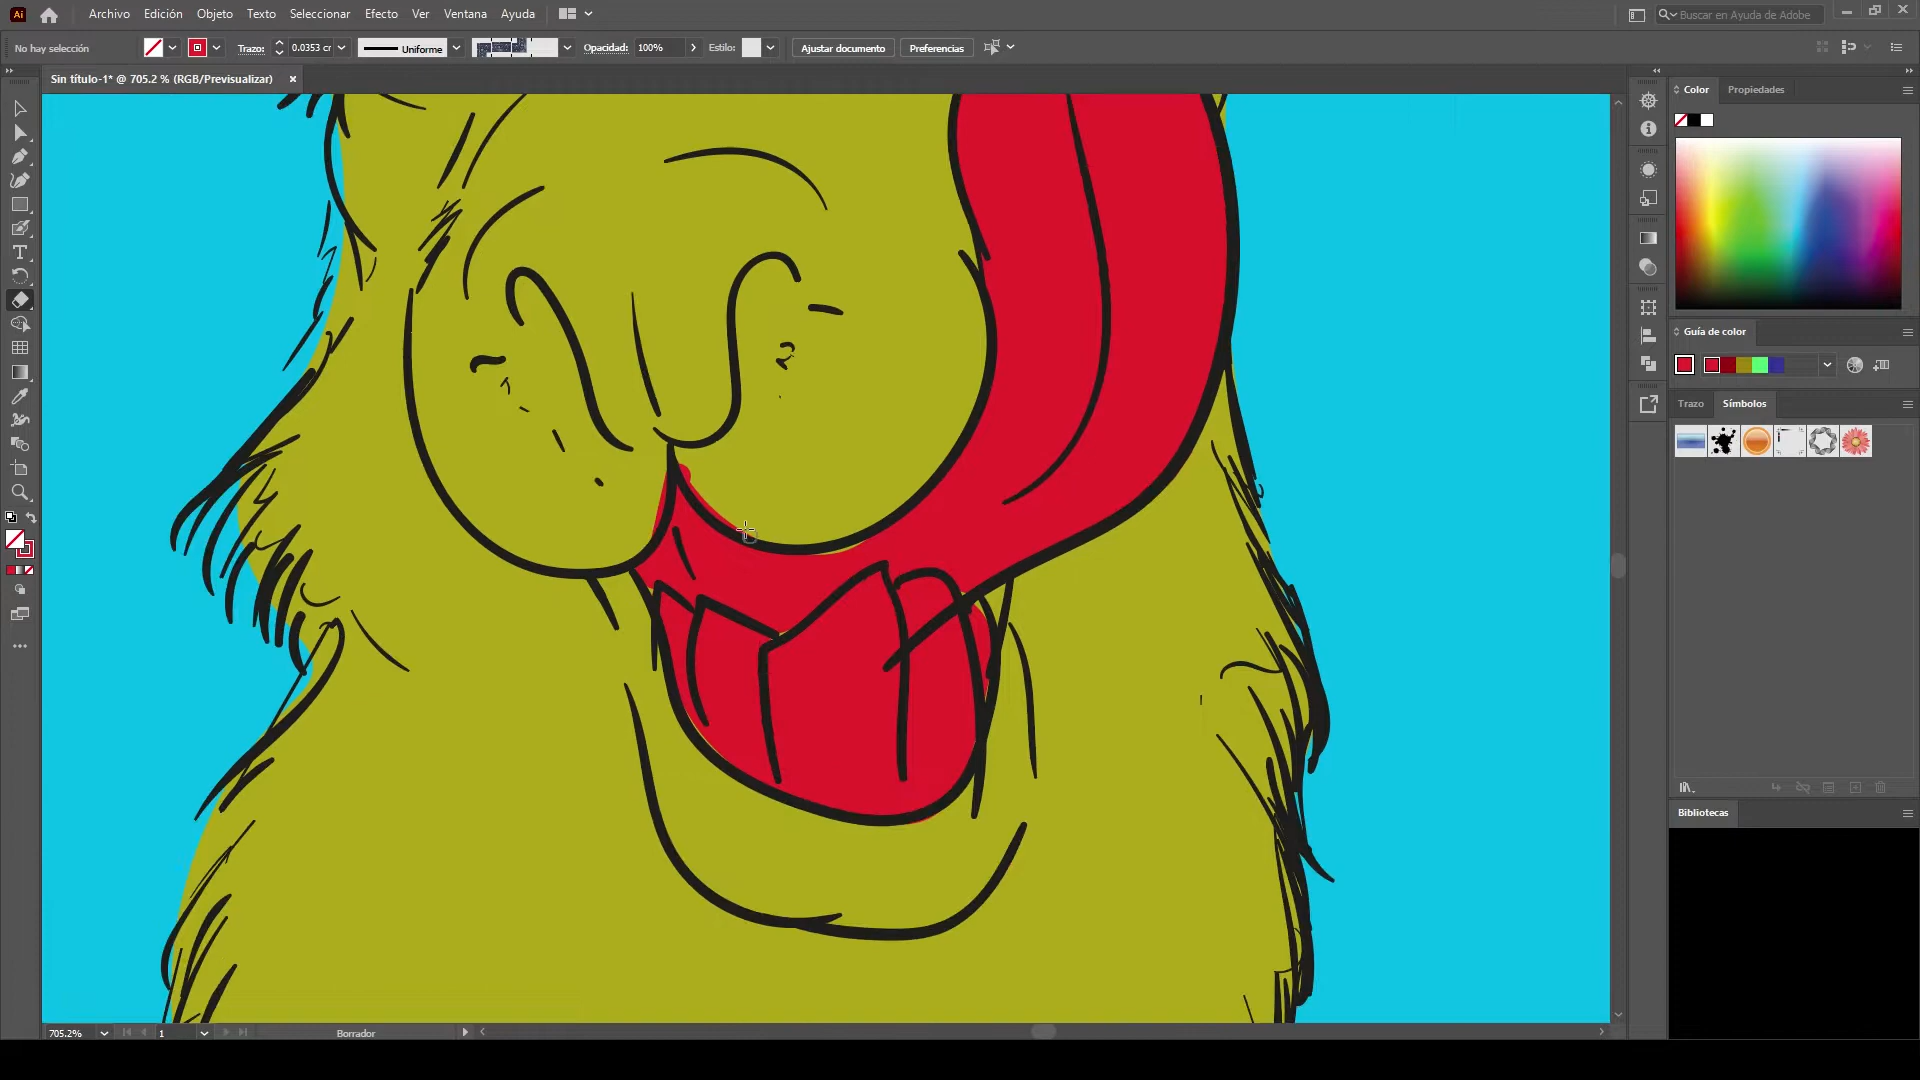 Ai Archivo Edición Objeto Texto Seleccionar Efecto Ver Ventana Ayuda Buscar en Ayuda de Adobe
No hay selección Trazo: 0.0353 cr Uniforme Opacidad: 100% Estilo: Ajustar documento Preferencias
Sin título-1* @ 705.2 % (RGB/Previsualizar) ×
Color Propiedades
Guía de color
Trazo Símbolos
Bibliotecas
705.2% 1 Borrador